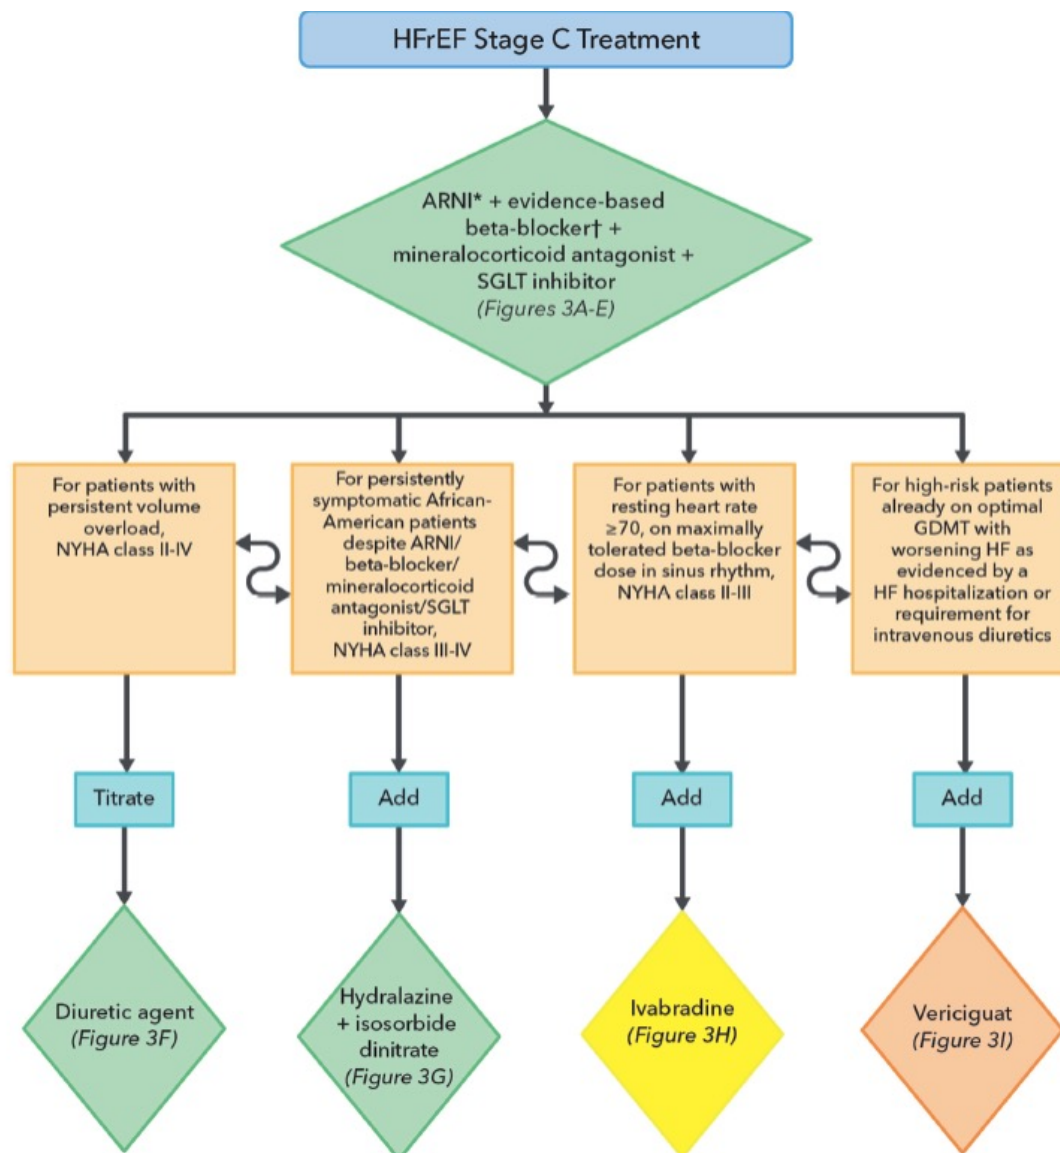 HFrEF Stage C Treatment
ARNI* + evidence-based
beta-blocker† +
mineralocorticoid antagonist +
SGLT inhibitor
(Figures 3A-E)
For patients with
persistent volume
overload,
NYHA class II-IV
For persistently
symptomatic African-
American patients
despite ARNI/
beta-blocker/
mineralocorticoid
antagonist/SGLT
inhibitor,
NYHA class III-IV
For patients with
resting heart rate
≥70, on maximally
tolerated beta-blocker
dose in sinus rhythm,
NYHA class II-III
For high-risk patients
already on optimal
GDMT with
worsening HF as
evidenced by a
HF hospitalization or
requirement for
intravenous diuretics
Titrate
Add
Add
Add
Diuretic agent
(Figure 3F)
Hydralazine
+ isosorbide
dinitrate
(Figure 3G)
Ivabradine
(Figure 3H)
Vericiguat
(Figure 3I)